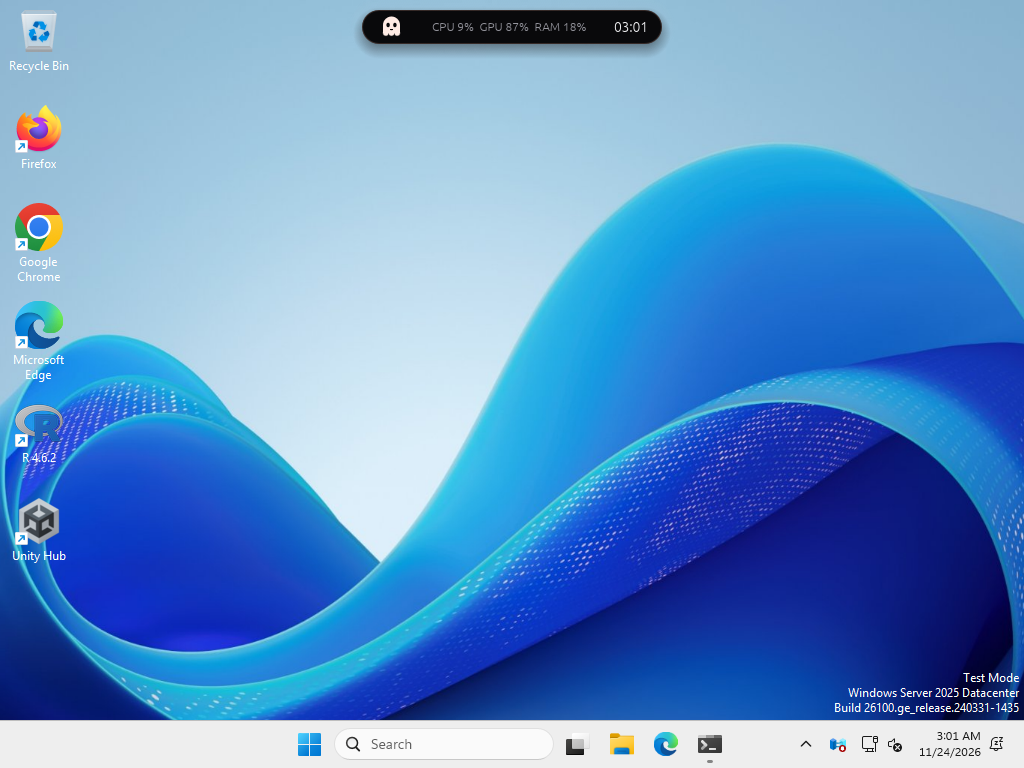 CPU 9% GPU 87% RAM 18%
03:01
Recycle Bin
Firefox
Google
Chrome
Microsoft
Edge
R 4.6.2
Unity Hub
Test Mode
Windows Server 2025 Datacenter
Build 26100.ge_release.240331-1435
Search
3:01 AM
11/24/2026